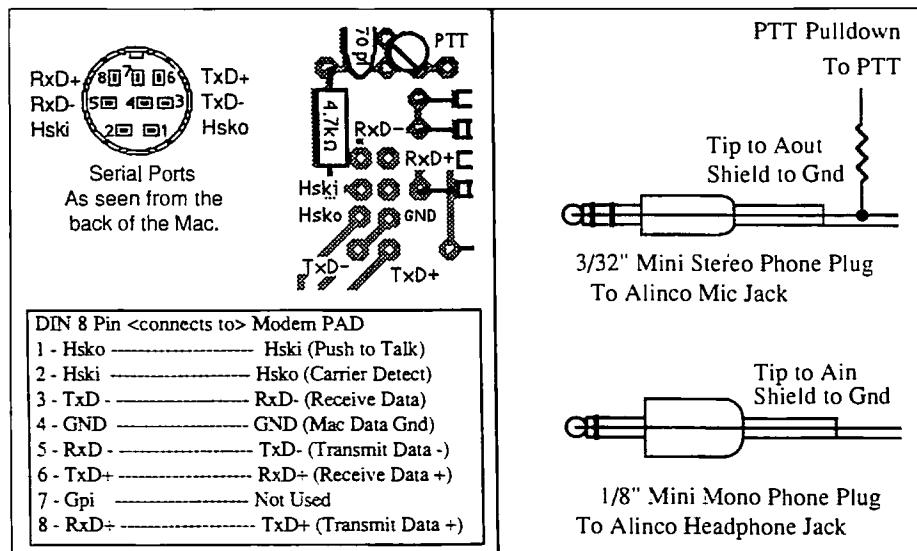 RxD+ 8 7 6 TxD+
RxD- 5 4 3 TxD-
Hski 2 1 Hsko
Serial Ports
As seen from the
back of the Mac.
70 pf
PTT
4.7kΩ
RxD-
RxD+
Hski
Hsko
GND
TxD-
TxD+
DIN 8 Pin <connects to> Modem PAD
1 - Hsko ---------------- Hski (Push to Talk)
2 - Hski ---------------- Hsko (Carrier Detect)
3 - TxD - ---------------- RxD- (Receive Data)
4 - GND ---------------- GND (Mac Data Gnd)
5 - RxD - ---------------- TxD- (Transmit Data -)
6 - TxD+ ---------------- RxD+ (Receive Data +)
7 - Gpi ---------------- Not Used
8 - RxD+ ---------------- TxD+ (Transmit Data +)
PTT Pulldown
To PTT
Tip to Aout
Shield to Gnd
3/32" Mini Stereo Phone Plug
To Alinco Mic Jack
Tip to Ain
Shield to Gnd
1/8" Mini Mono Phone Plug
To Alinco Headphone Jack